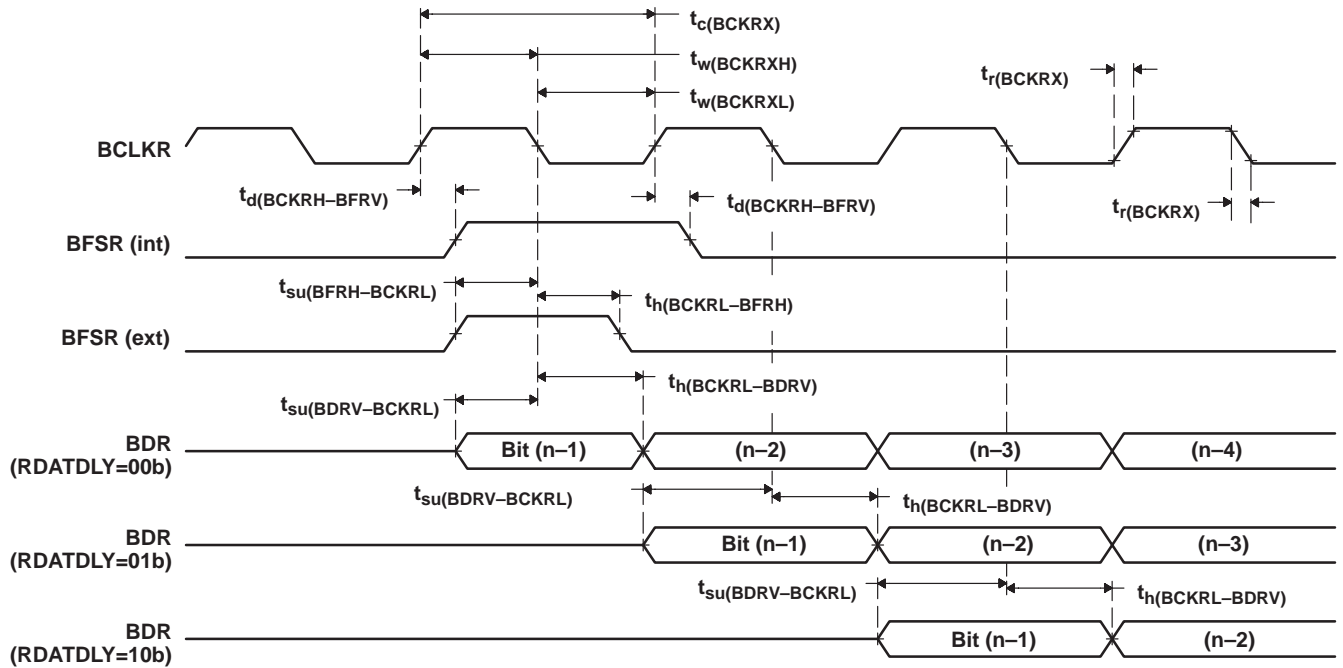 tc(BCKRX)
tw(BCKRXH)
tr(BCKRX)
tw(BCKRXL)
BCLKR
td(BCKRH–BFRV)
td(BCKRH–BFRV)
tr(BCKRX)
BFSR (int)
tsu(BFRH–BCKRL)
th(BCKRL–BFRH)
BFSR (ext)
th(BCKRL–BDRV)
tsu(BDRV–BCKRL)
BDR
(RDATDLY=00b)
Bit (n–1) (n–2) (n–3) (n–4)
tsu(BDRV–BCKRL)
th(BCKRL–BDRV)
BDR
(RDATDLY=01b)
Bit (n–1) (n–2) (n–3)
tsu(BDRV–BCKRL)
th(BCKRL–BDRV)
BDR
(RDATDLY=10b)
Bit (n–1) (n–2)